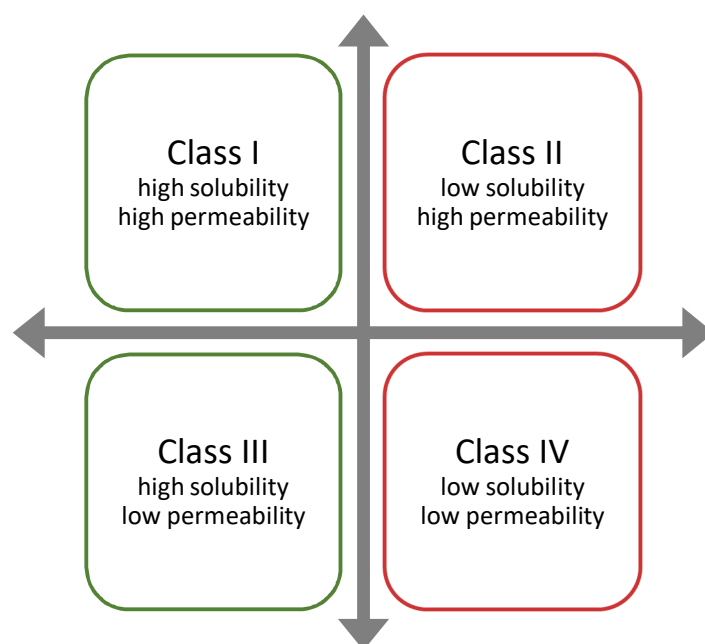 Class I
high solubility
high permeability
Class II
low solubility
high permeability
Class III
high solubility
low permeability
Class IV
low solubility
low permeability